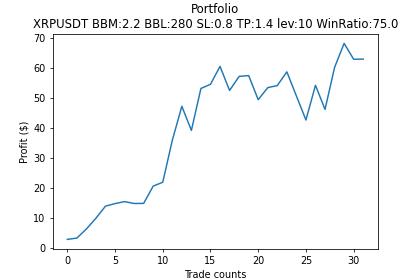 Portfolio
XRPUSDT BBM:2.2 BBL:280 SL:0.8 TP:1.4 lev:10 WinRatio:75.0
70
60
50
40
30
20
10
0
Profit ($)
0 5 10 15 20 25 30
Trade counts